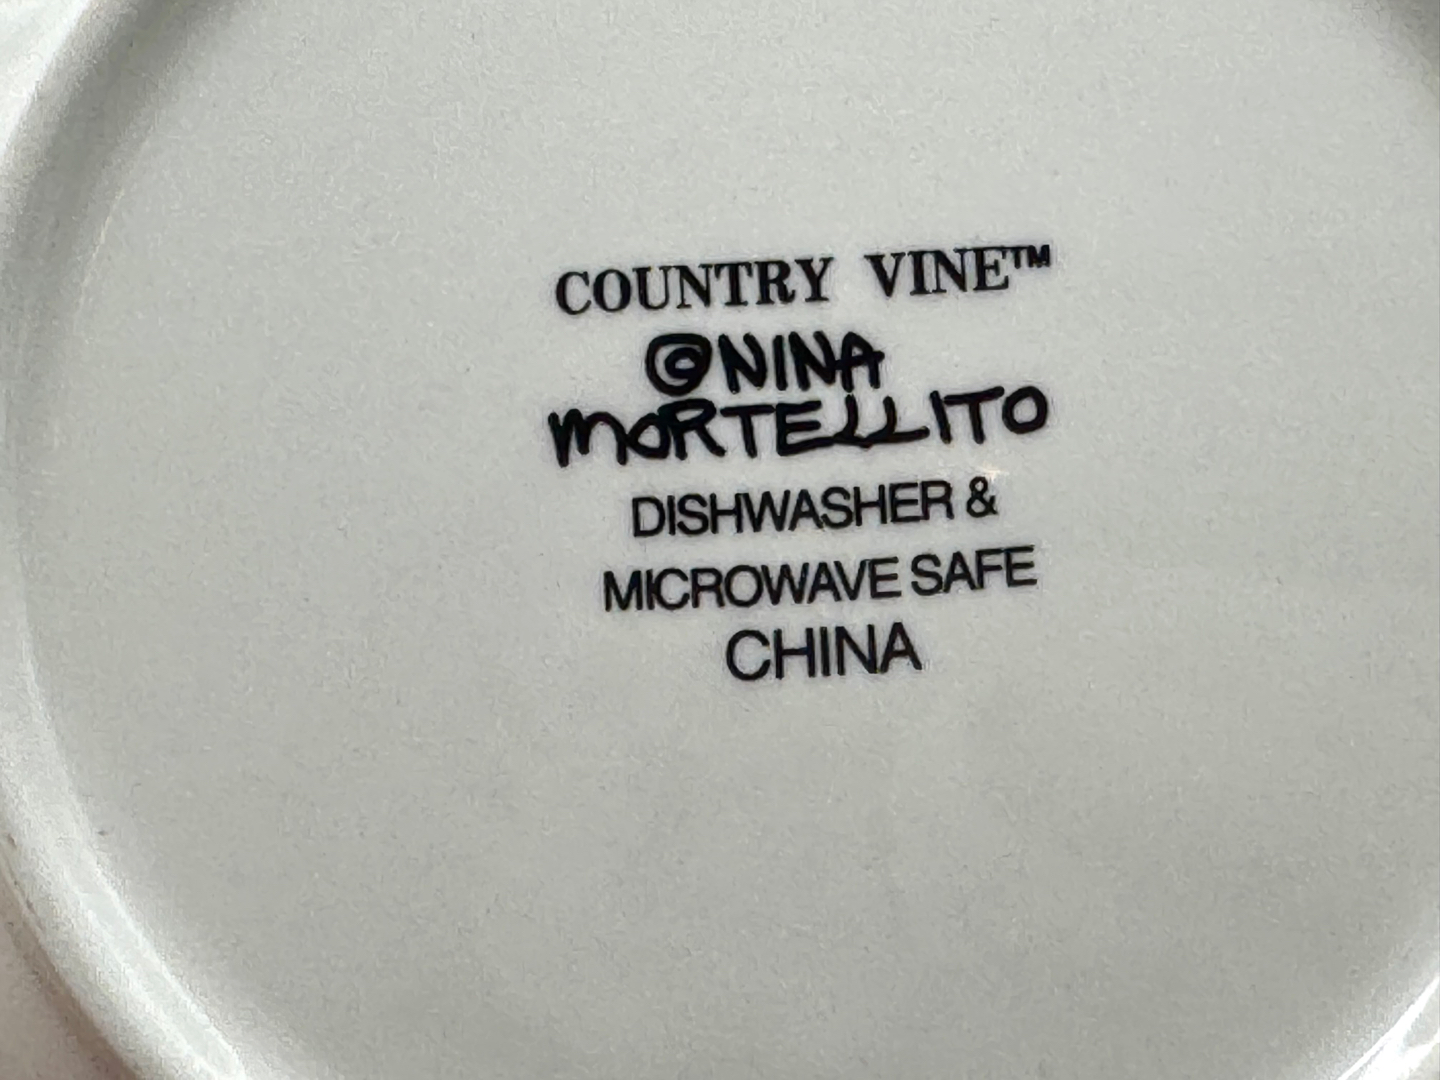 COUNTRY VINE™
©NINA
MORTELLITO
DISHWASHER &
MICROWAVE SAFE
CHINA